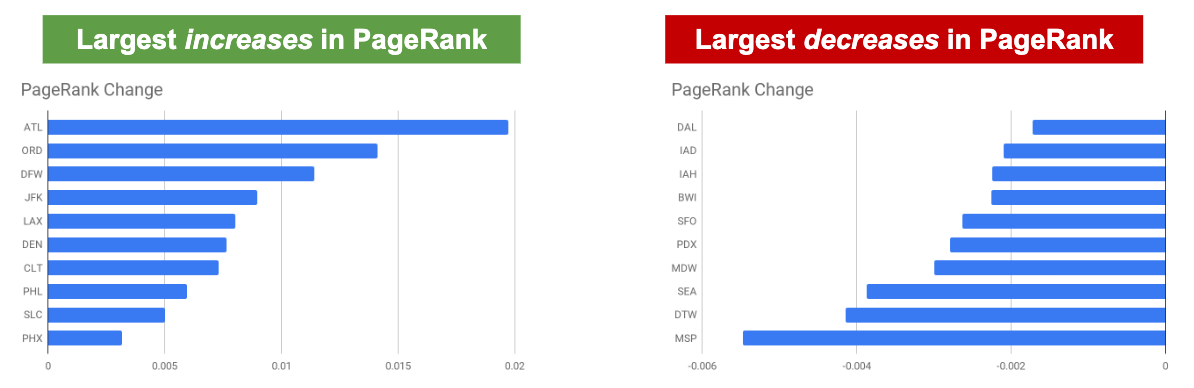 Largest increases in PageRank
PageRank Change
ATL
ORD
DFW
JFK
LAX
DEN
CLT
PHL
SLC
PHX
0 0.005 0.01 0.015 0.02
Largest decreases in PageRank
PageRank Change
DAL
IAD
IAH
BWI
SFO
PDX
MDW
SEA
DTW
MSP
-0.006 -0.004 -0.002 0